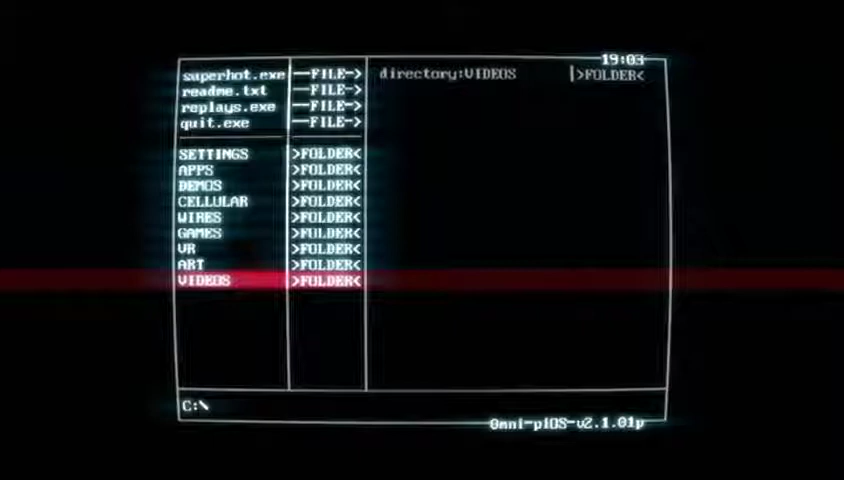 19:03
superhot.exe —FILE—>
readme.txt —FILE—>
replays.exe —FILE—>
quit.exe —FILE—>
SETTINGS >FOLDER<
APPS >FOLDER<
DEMOS >FOLDER<
CELLULAR >FOLDER<
WIRES >FOLDER<
GAMES >FOLDER<
VR >FOLDER<
ART >FOLDER<
VIDEOS >FOLDER<
directory:VIDEOS |>FOLDER<
C:\
Omni-piOS-v2.1.01p